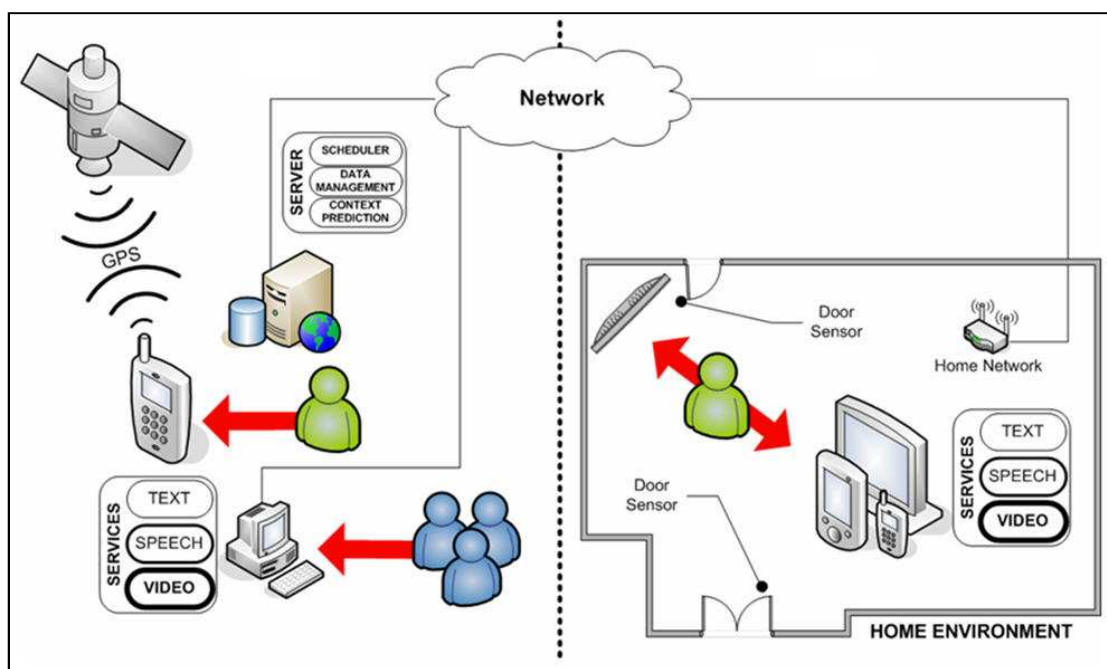 Network
SERVER
SCHEDULER
DATA
MANAGEMENT
CONTEXT
PREDICTION
GPS
SERVICES
TEXT
SPEECH
VIDEO
Door
Sensor
Home Network
Door
Sensor
SERVICES
TEXT
SPEECH
VIDEO
HOME ENVIRONMENT